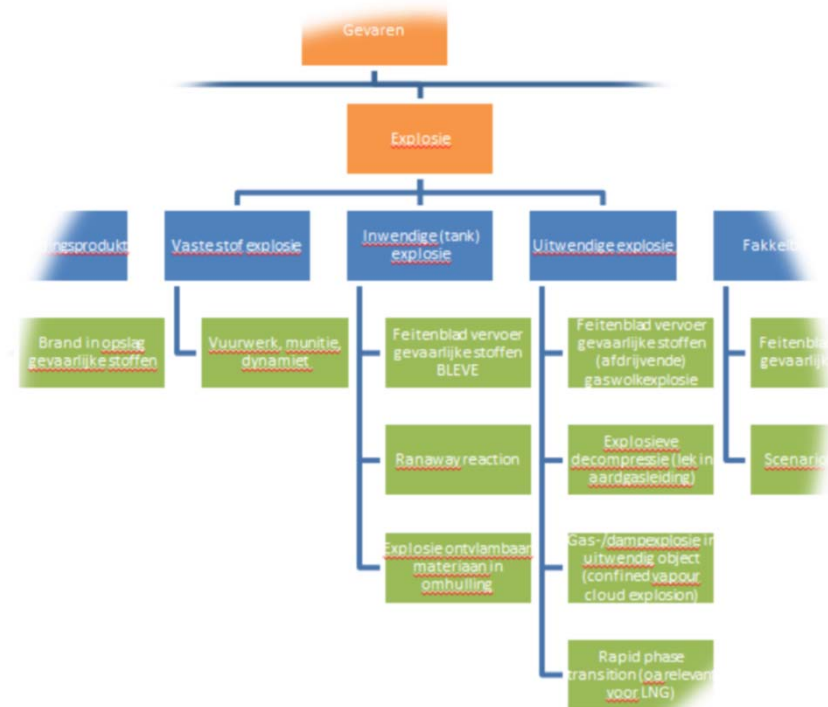 Gevaren
Explosie
Vaste stof explosie
Inwendige (tank)
explosie
Uitwendige explosie
Brand in opslag
gevaarlijke stoffen
Vuurwerk, munitie,
dynamiet
Feitenblad vervoer
gevaarlijke stoffen
BLEVE
Ranaway reaction
Explosie ontvlambaar
materiaan in
omhulling
Feitenblad vervoer
gevaarlijke stoffen
(afdrijvende)
gaswolkexplosie
Explosieve
decompressie (lek in
aardgasleiding)
Gas-/dampexplosie in
uitwendig object
(confined vapour
cloud explosion)
Rapid phase
transition (oa relevant
voor LNG)